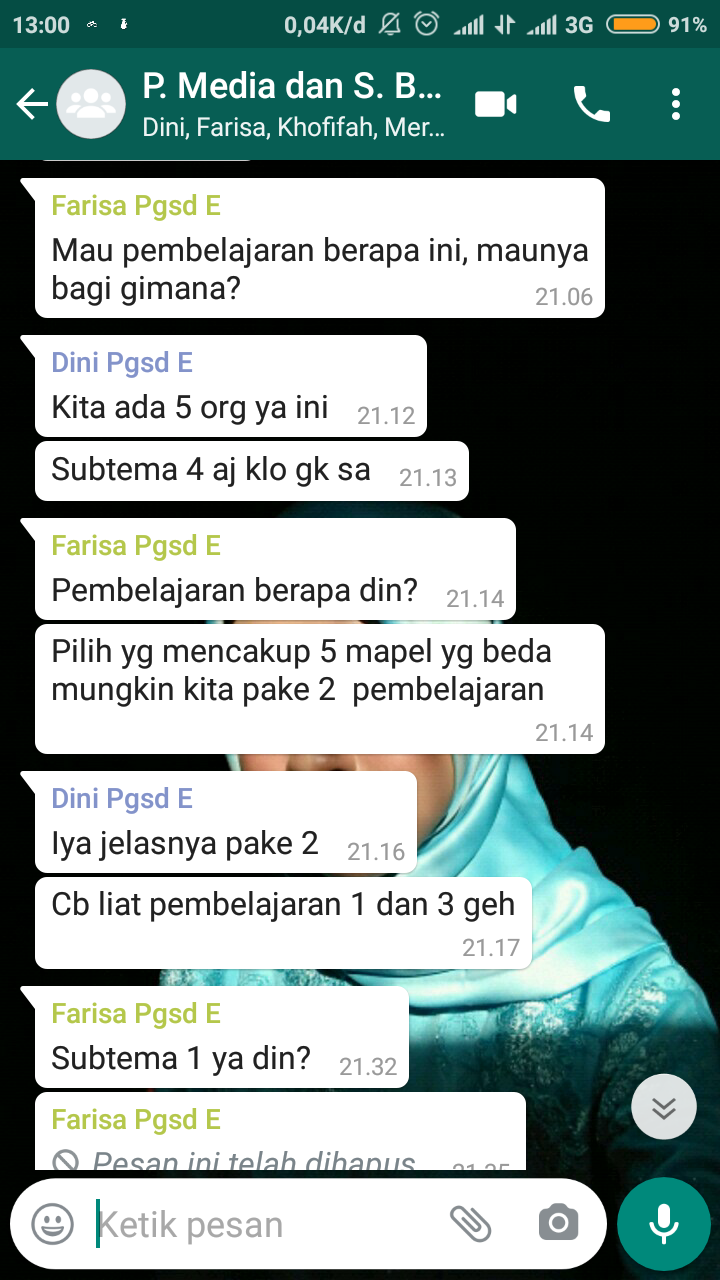 13:00 0,04K/d 3G 91%
P. Media dan S. B...
Dini, Farisa, Khofifah, Mer...
Farisa Pgsd E
Mau pembelajaran berapa ini, maunya
bagi gimana? 21.06
Dini Pgsd E
Kita ada 5 org ya ini 21.12
Subtema 4 aj klo gk sa 21.13
Farisa Pgsd E
Pembelajaran berapa din? 21.14
Pilih yg mencakup 5 mapel yg beda
mungkin kita pake 2  pembelajaran
21.14
Dini Pgsd E
Iya jelasnya pake 2 21.16
Cb liat pembelajaran 1 dan 3 geh
21.17
Farisa Pgsd E
Subtema 1 ya din? 21.32
Farisa Pgsd E
Pesan ini telah dihapus 21.35
Ketik pesan